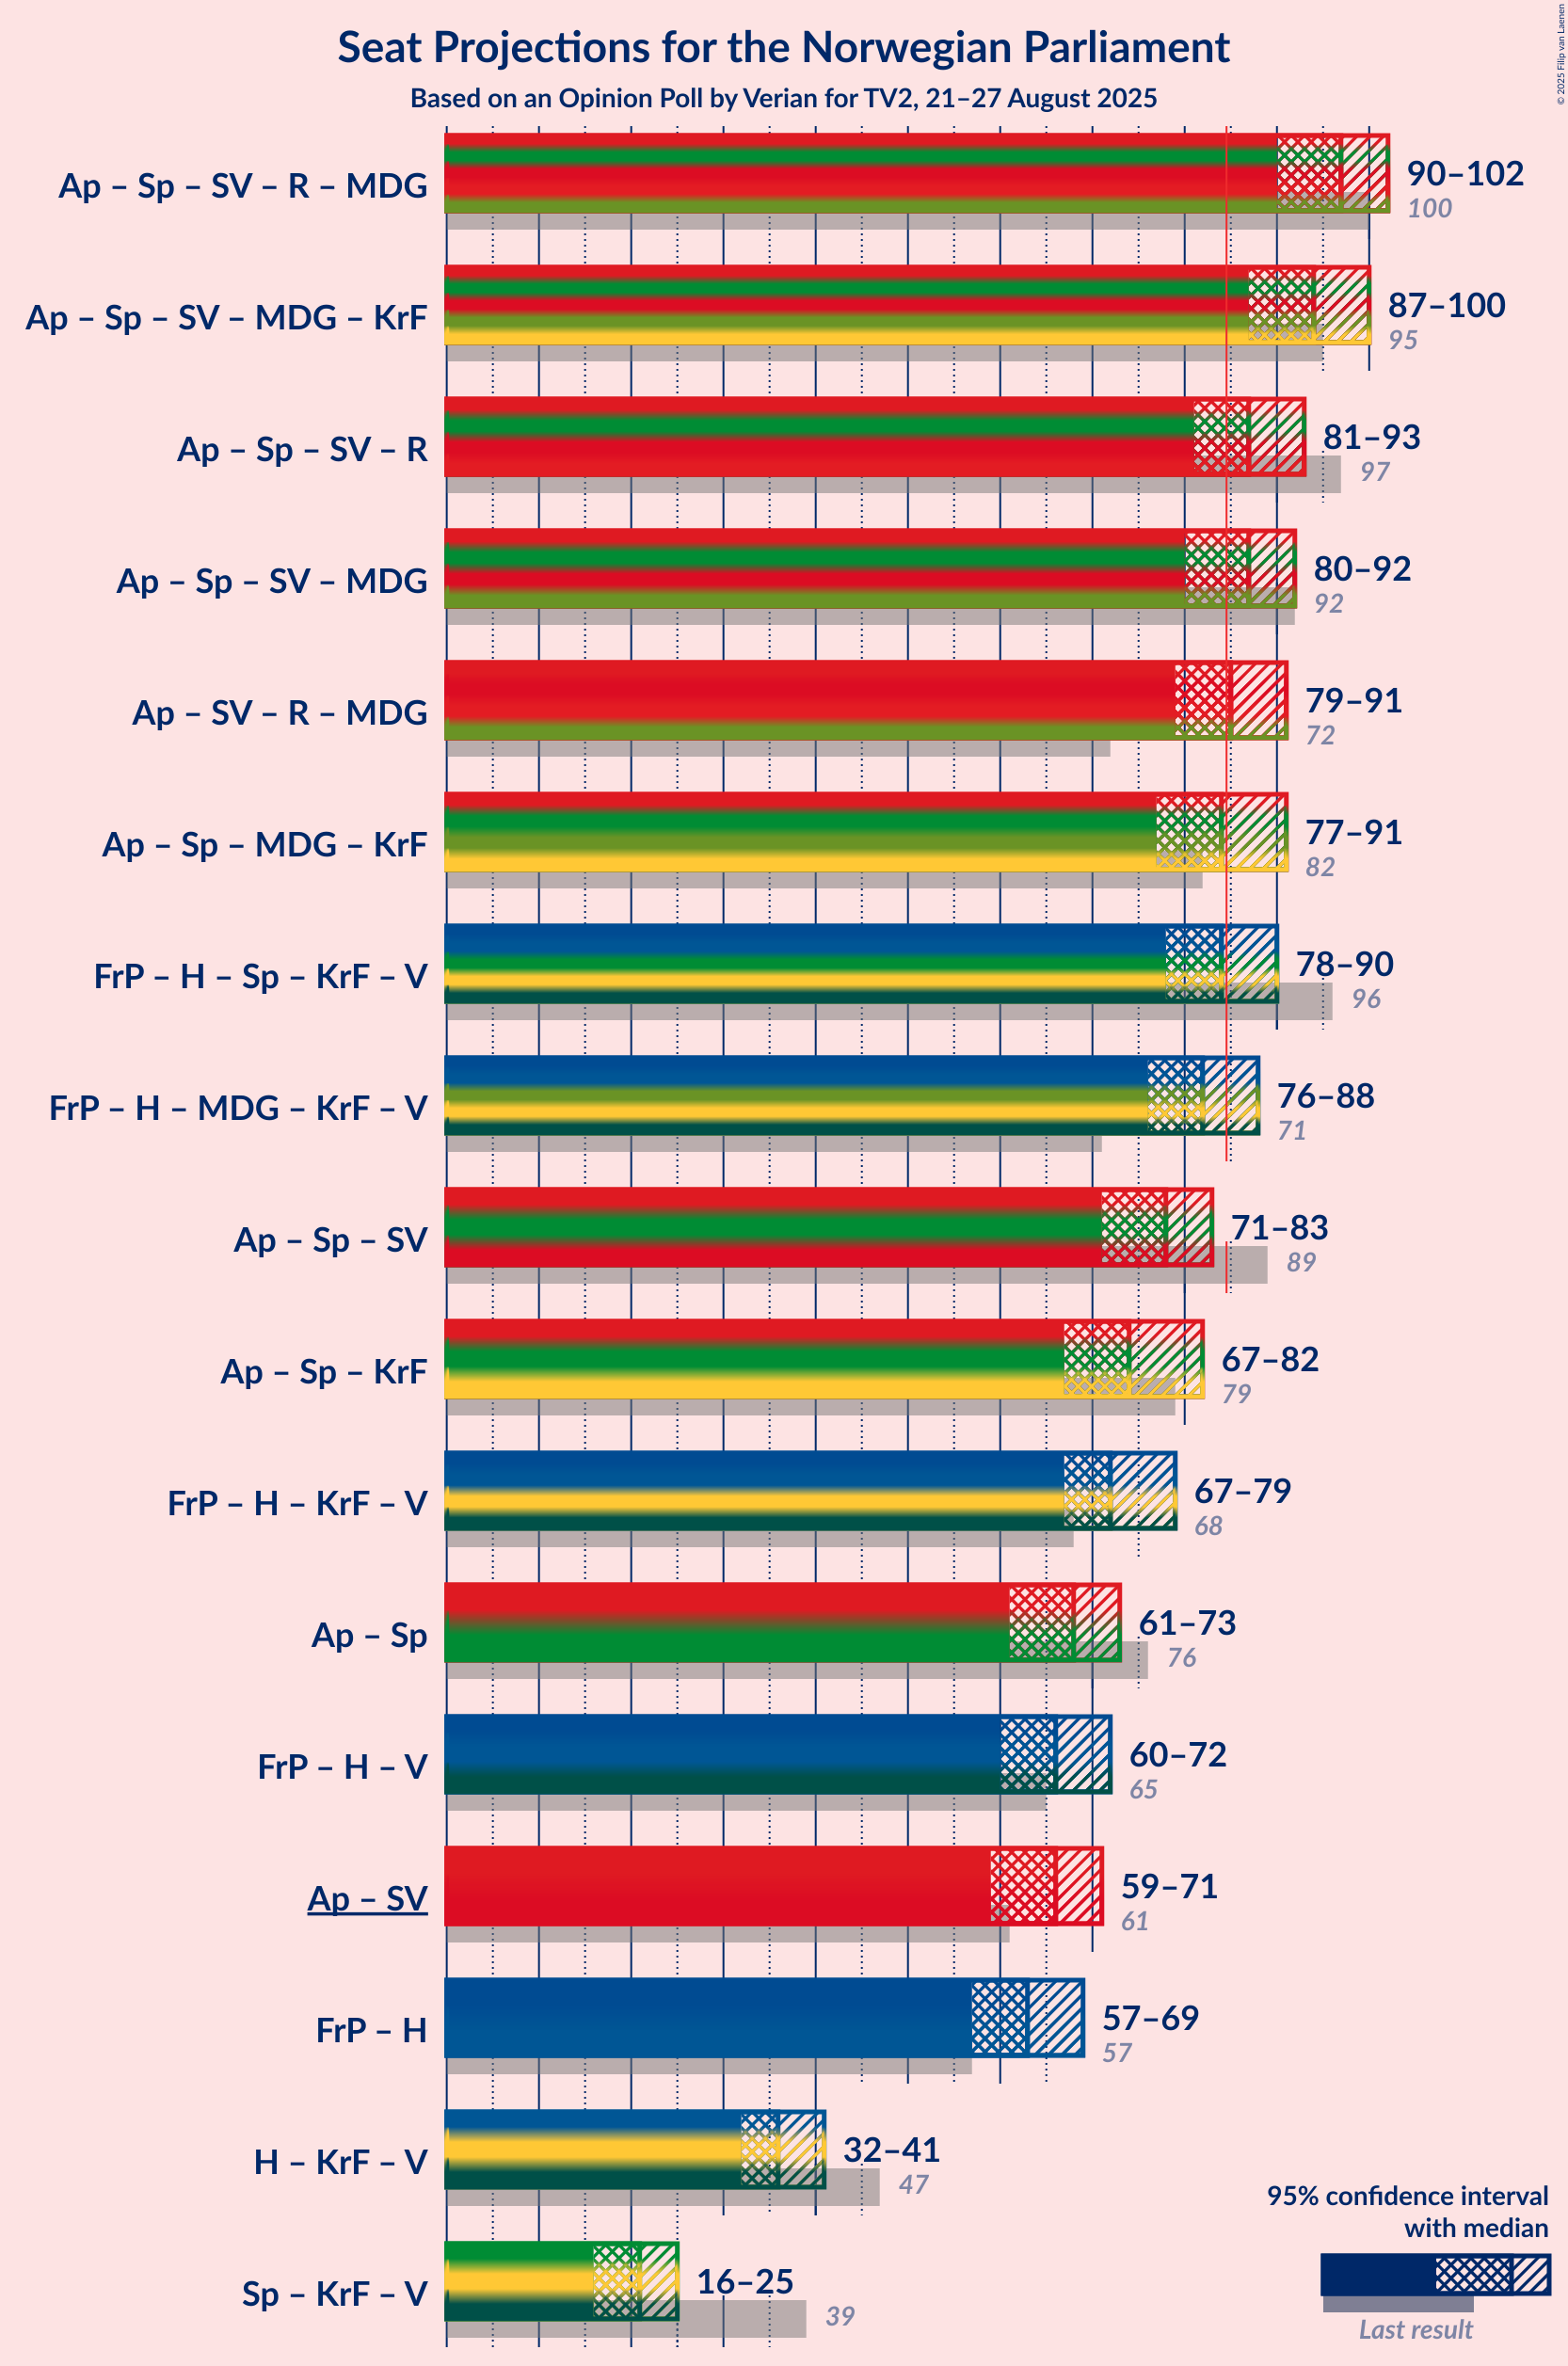 Seat Projections for the Norwegian Parliament
Based on an Opinion Poll by Verian for TV2, 21–27 August 2025
© 2025 Filip van Laenen
Ap – Sp – SV – R – MDG
90–102
100
Ap – Sp – SV – MDG – KrF
87–100
95
Ap – Sp – SV – R
81–93
97
Ap – Sp – SV – MDG
80–92
92
Ap – SV – R – MDG
79–91
72
Ap – Sp – MDG – KrF
77–91
82
FrP – H – Sp – KrF – V
78–90
96
FrP – H – MDG – KrF – V
76–88
71
Ap – Sp – SV
71–83
89
Ap – Sp – KrF
67–82
79
FrP – H – KrF – V
67–79
68
Ap – Sp
61–73
76
FrP – H – V
60–72
65
Ap – SV
59–71
61
FrP – H
57–69
57
H – KrF – V
32–41
47
Sp – KrF – V
16–25
39
95% confidence interval
with median
Last result